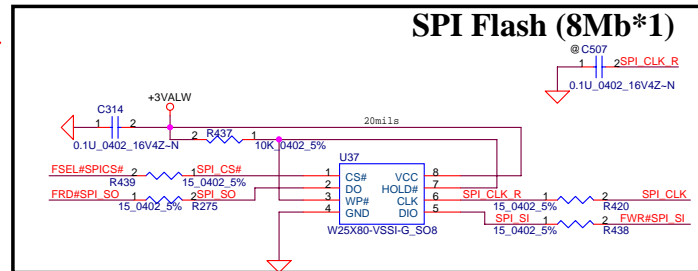 SPI Flash (8Mb*1)
@ C507
1 2 SPI_CLK_R
0.1U_0402_16V4Z~N
+3VALW
C314
1 2
0.1U_0402_16V4Z~N
20mils
2 R437 1
10K_0402_5%
U37
FSEL#SPICS# 2 1 SPI_CS# 1 CS# VCC 8
R439 15_0402_5% 2 DO HOLD# 7
FRD#SPI_SO 1 2 SPI_SO 3 WP# CLK 6 SPI_CLK_R 1 2 SPI_CLK
15_0402_5% R275 4 GND DIO 5 15_0402_5% R420
SPI_SI 1 2 FWR#SPI_SI
W25X80-VSSI-G_SO8 15_0402_5% R438